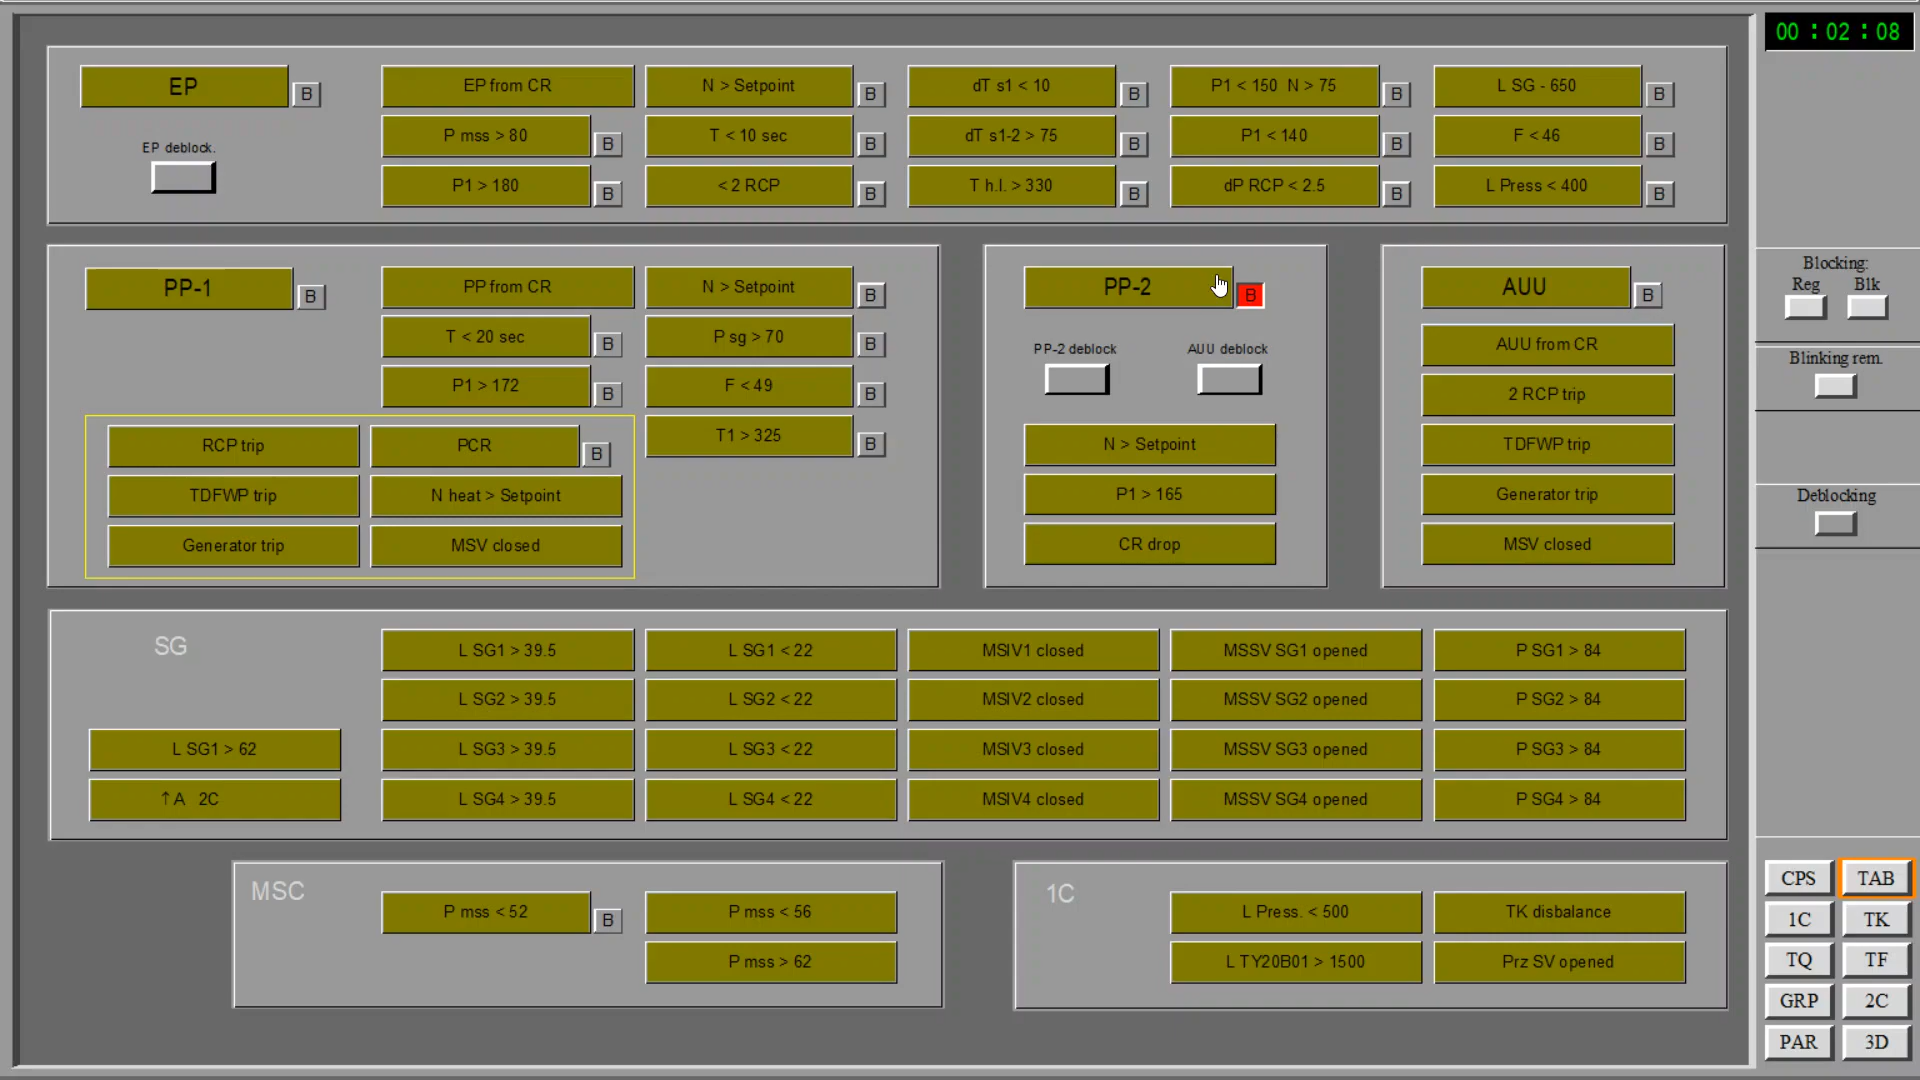 00 : 02 : 08
EP B
EP deblock.
EP from CR
N > Setpoint B
dT s1 < 10 B
P1 < 150 N > 75 B
L SG - 650 B
P mss > 80 B
T < 10 sec B
dT s1-2 > 75 B
P1 < 140 B
F < 46 B
P1 > 180 B
< 2 RCP B
T h.l. > 330 B
dP RCP < 2.5 B
L Press < 400 B
PP-1 B
PP from CR
N > Setpoint B
T < 20 sec B
P sg > 70 B
P1 > 172 B
F < 49 B
T1 > 325 B
RCP trip
PCR B
TDFWP trip
N heat > Setpoint
Generator trip
MSV closed
PP-2 B
PP-2 deblock
AUU deblock
N > Setpoint
P1 > 165
CR drop
AUU B
AUU from CR
2 RCP trip
TDFWP trip
Generator trip
MSV closed
SG
L SG1 > 62
↑A 2C
L SG1 > 39.5
L SG1 < 22
MSIV1 closed
MSSV SG1 opened
P SG1 > 84
L SG2 > 39.5
L SG2 < 22
MSIV2 closed
MSSV SG2 opened
P SG2 > 84
L SG3 > 39.5
L SG3 < 22
MSIV3 closed
MSSV SG3 opened
P SG3 > 84
L SG4 > 39.5
L SG4 < 22
MSIV4 closed
MSSV SG4 opened
P SG4 > 84
MSC
P mss < 52 B
P mss < 56
P mss > 62
1C
L Press. < 500
TK disbalance
L TY20B01 > 1500
Prz SV opened
Blocking:
Reg Blk
Blinking rem.
Deblocking
CPS TAB
1C TK
TQ TF
GRP 2C
PAR 3D